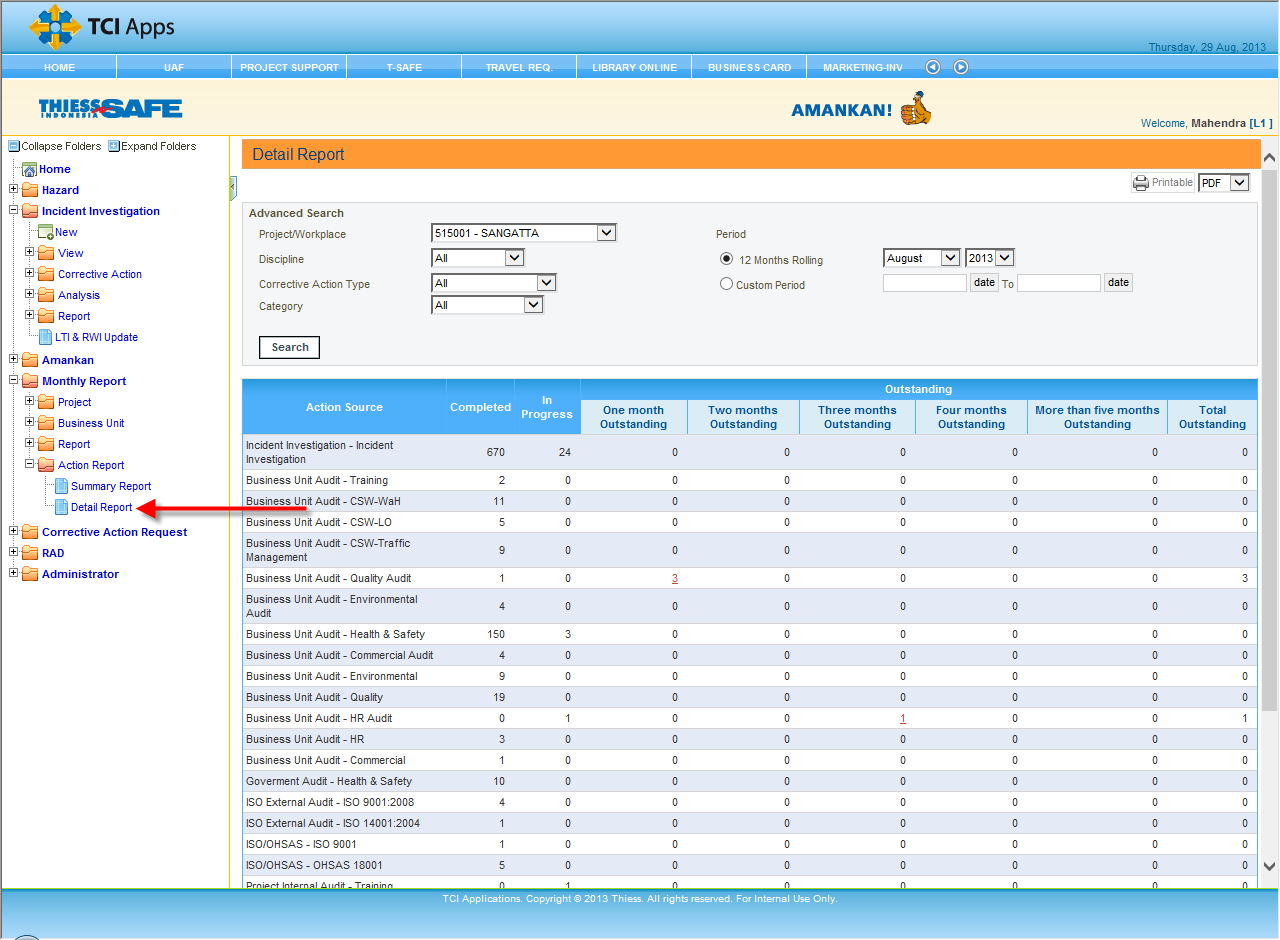 TCI Apps
Thursday, 29 Aug, 2013
HOME UAF PROJECT SUPPORT T-SAFE TRAVEL REQ. LIBRARY ONLINE BUSINESS CARD MARKETING-INV
THIESS SAFE
INDONESIA
AMANKAN!
Welcome, Mahendra [L1 ]
Collapse Folders Expand Folders
Home
Hazard
Incident Investigation
New
View
Corrective Action
Analysis
Report
LTI & RWI Update
Amankan
Monthly Report
Project
Business Unit
Report
Action Report
Summary Report
Detail Report
Corrective Action Request
RAD
Administrator
Detail Report
Printable PDF
Advanced Search
Project/Workplace 515001 - SANGATTA Period
Discipline All 12 Months Rolling August 2013
Corrective Action Type All Custom Period date To date
Category All
Search
Action Source Completed In Progress Outstanding
One month Outstanding Two months Outstanding Three months Outstanding Four months Outstanding More than five months Outstanding Total Outstanding
Incident Investigation - Incident
Investigation 670 24 0 0 0 0 0 0
Business Unit Audit - Training 2 0 0 0 0 0 0 0
Business Unit Audit - CSW-WaH 11 0 0 0 0 0 0 0
Business Unit Audit - CSW-LO 5 0 0 0 0 0 0 0
Business Unit Audit - CSW-Traffic
Management 9 0 0 0 0 0 0 0
Business Unit Audit - Quality Audit 1 0 3 0 0 0 0 3
Business Unit Audit - Environmental
Audit 4 0 0 0 0 0 0 0
Business Unit Audit - Health & Safety 150 3 0 0 0 0 0 0
Business Unit Audit - Commercial Audit 4 0 0 0 0 0 0 0
Business Unit Audit - Environmental 9 0 0 0 0 0 0 0
Business Unit Audit - Quality 19 0 0 0 0 0 0 0
Business Unit Audit - HR Audit 0 1 0 0 1 0 0 1
Business Unit Audit - HR 3 0 0 0 0 0 0 0
Business Unit Audit - Commercial 1 0 0 0 0 0 0 0
Goverment Audit - Health & Safety 10 0 0 0 0 0 0 0
ISO External Audit - ISO 9001:2008 4 0 0 0 0 0 0 0
ISO External Audit - ISO 14001:2004 1 0 0 0 0 0 0 0
ISO/OHSAS - ISO 9001 1 0 0 0 0 0 0 0
ISO/OHSAS - OHSAS 18001 5 0 0 0 0 0 0 0
Project Internal Audit - Training 0 1 0 0 0 0 0 0
TCI Applications. Copyright © 2013 Thiess. All rights reserved. For Internal Use Only.